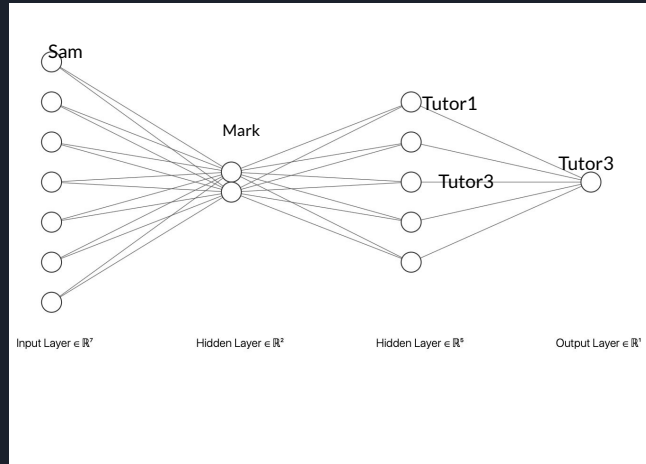 Sam
Tutor1
Mark
Tutor3
Tutor3
Input Layer ∈ ℝ⁷
Hidden Layer ∈ ℝ²
Hidden Layer ∈ ℝ⁵
Output Layer ∈ ℝ¹